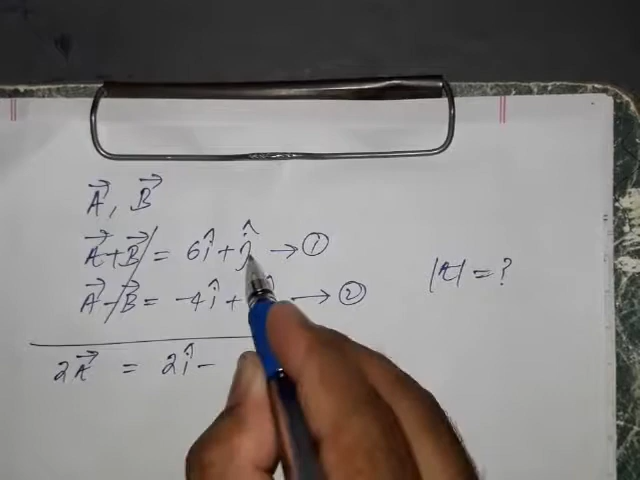 A⃗, B⃗
A⃗+B⃗ = 6î+ĵ → ①
A⃗-B⃗ = -4î+ → ②
|A⃗| = ?
2A⃗ = 2î-